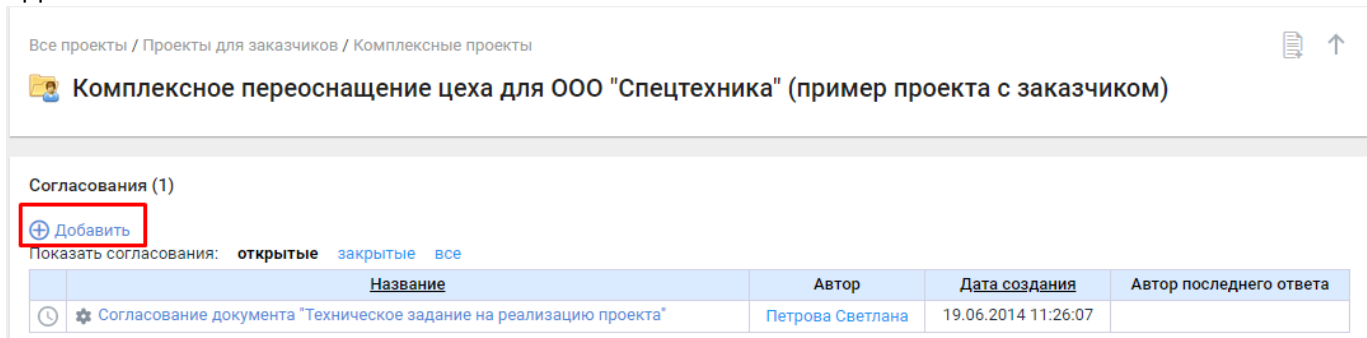 Все проекты / Проекты для заказчиков / Комплексные проекты
Комплексное переоснащение цеха для ООО "Спецтехника" (пример проекта с заказчиком)
Согласования (1)
Добавить
Показать согласования: открытые закрытые все
Название Автор Дата создания Автор последнего ответа
Согласование документа "Техническое задание на реализацию проекта" Петрова Светлана 19.06.2014 11:26:07